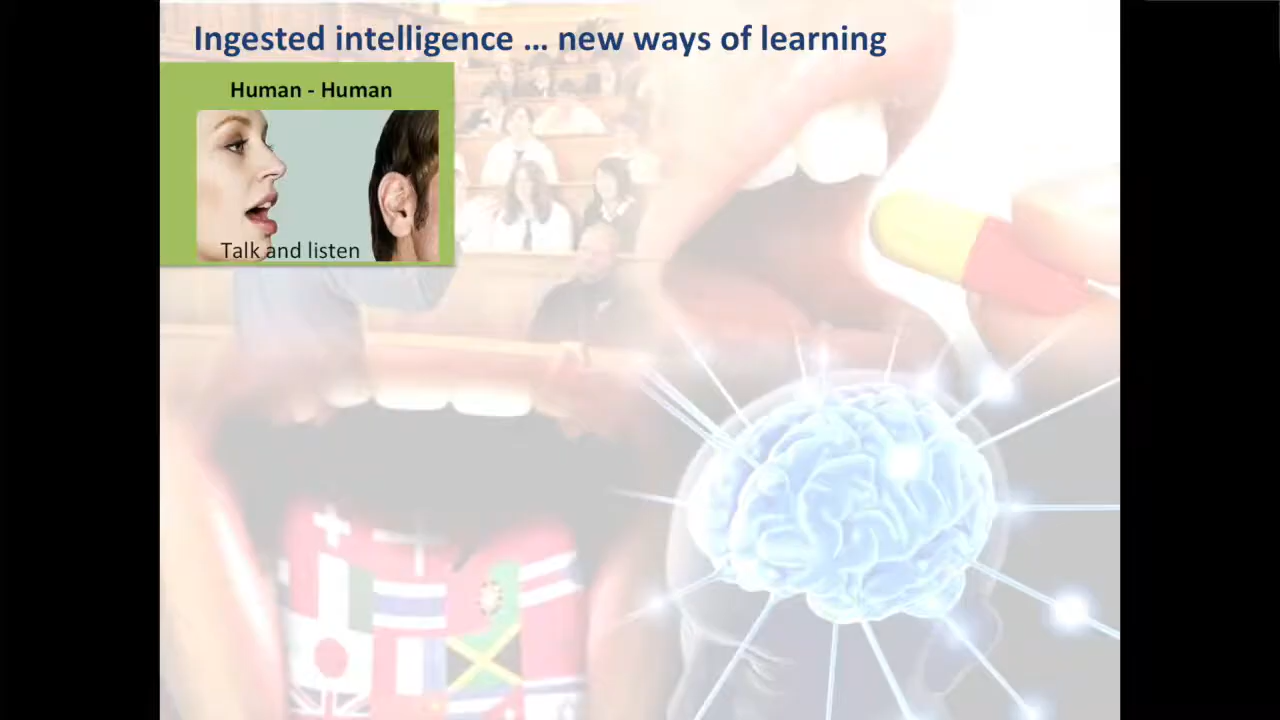 Ingested intelligence … new ways of learning
Human - Human
Talk and listen